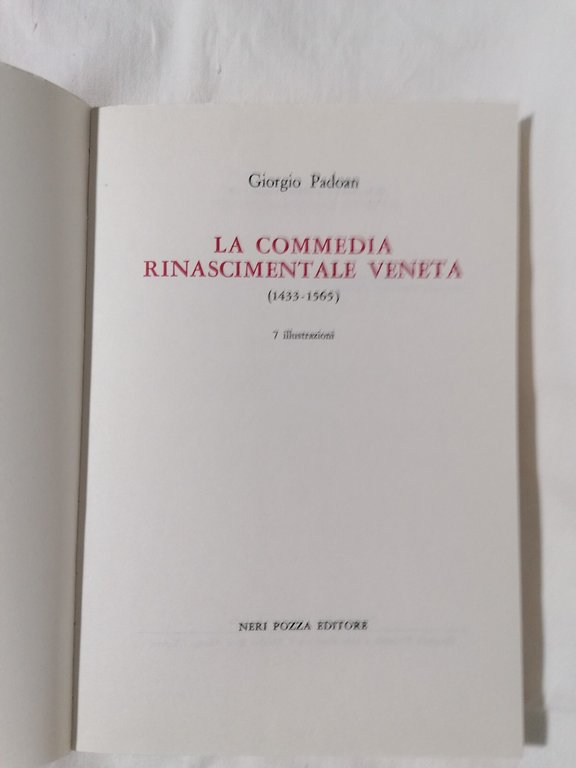 Giorgio Padoan
LA COMMEDIA
RINASCIMENTALE VENETA
(1433-1565)
7 illustrazioni
NERI POZZA EDITORE